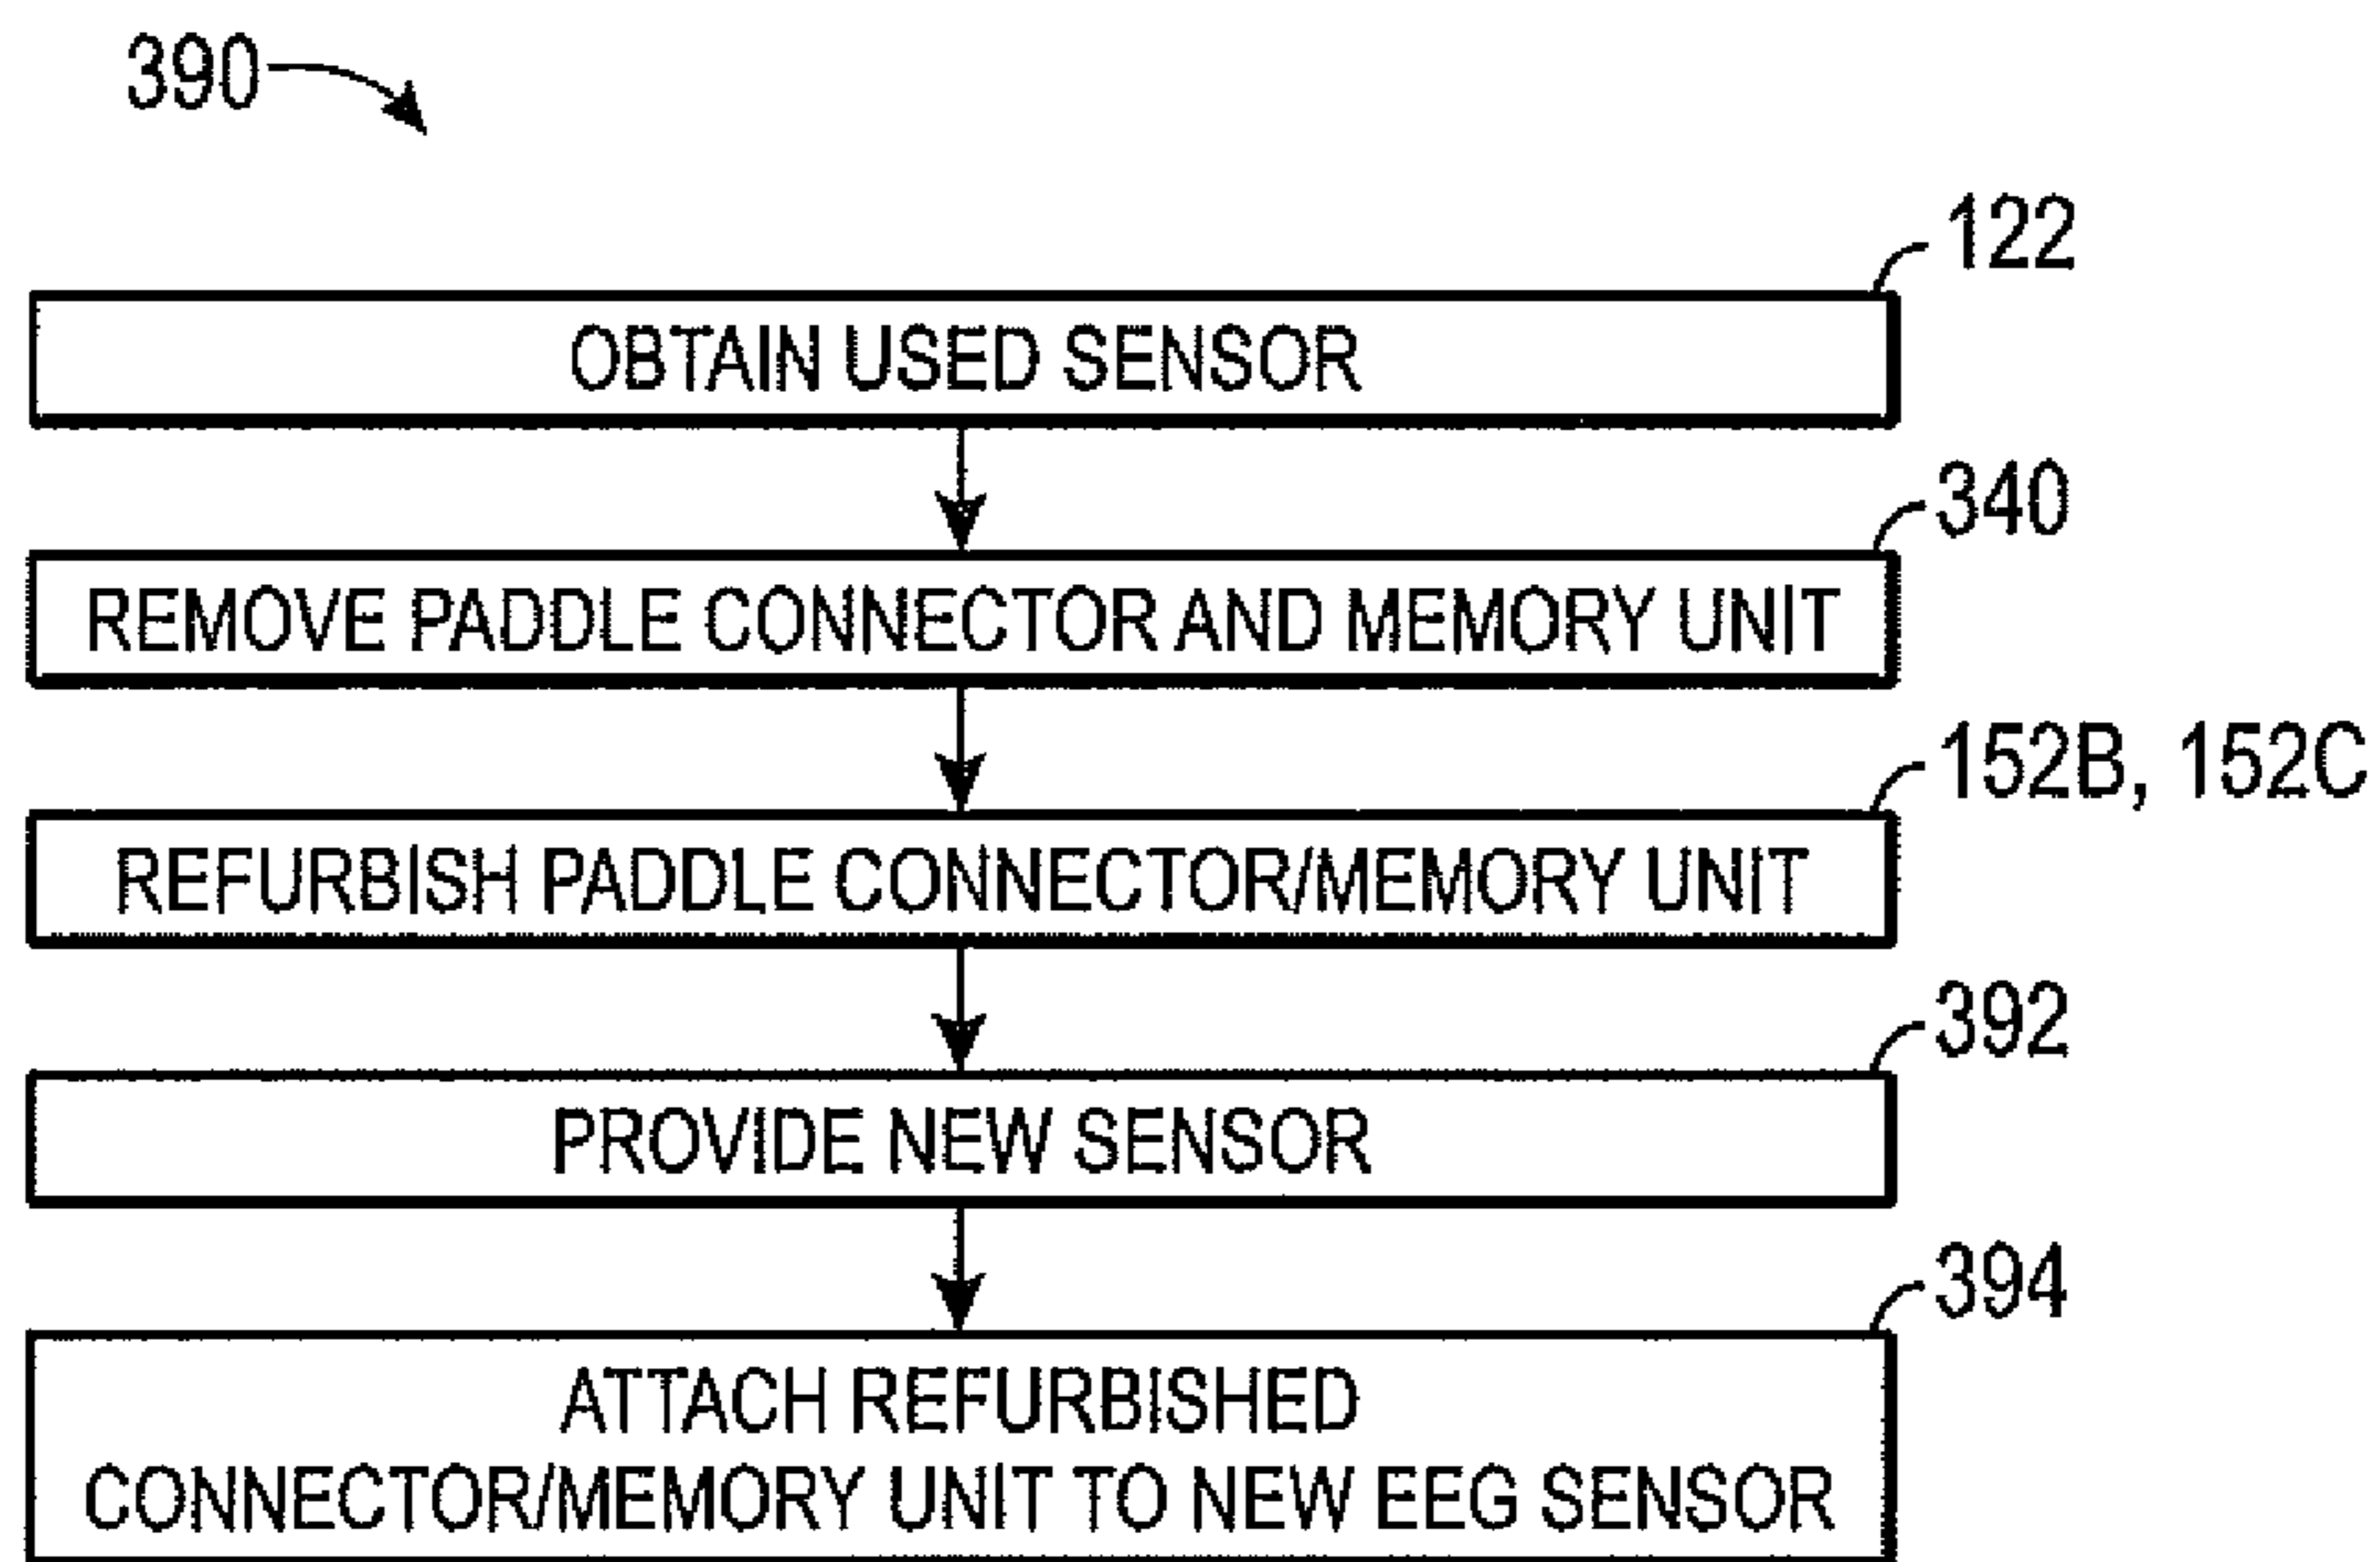 390
122
OBTAIN USED SENSOR
340
REMOVE PADDLE CONNECTOR AND MEMORY UNIT
152B, 152C
REFURBISH PADDLE CONNECTOR/MEMORY UNIT
392
PROVIDE NEW SENSOR
394
ATTACH REFURBISHED
CONNECTOR/MEMORY UNIT TO NEW EEG SENSOR